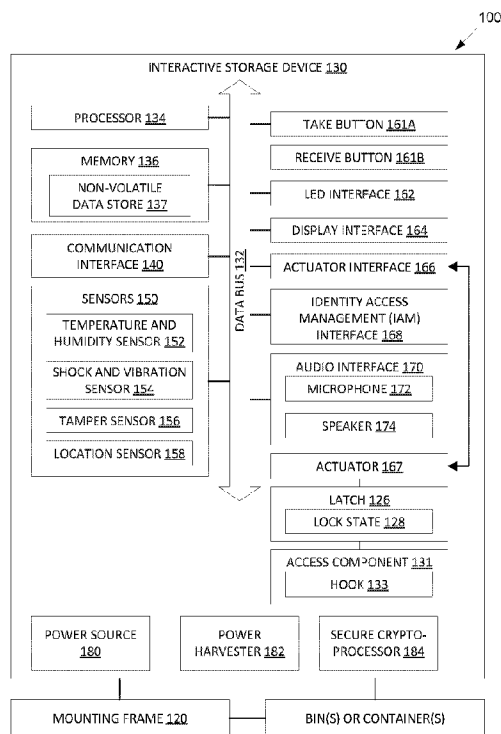 100
INTERACTIVE STORAGE DEVICE 130
PROCESSOR 134
MEMORY 136
NON-VOLATILE
DATA STORE
137
COMMUNICATION
INTERFACE 140
SENSORS 150
TEMPERATURE AND
HUMIDITY SENSOR 152
SHOCK AND VIBRATION
SENSOR 154
TAMPER SENSOR 156
LOCATION SENSOR 158
DATA BUS 132
TAKE BUTTON 161A
RECEIVE BUTTON 161B
LED INTERFACE 162
DISPLAY INTERFACE 164
ACTUATOR INTERFACE 166
IDENTITY ACCESS
MANAGEMENT (IAM)
INTERFACE 168
AUDIO INTERFACE 170
MICROPHONE 172
SPEAKER 174
ACTUATOR 167
LATCH 126
LOCK STATE 128
ACCESS COMPONENT 131
HOOK 133
POWER SOURCE
180
POWER
HARVESTER 182
SECURE CRYPTO-
PROCESSOR 184
MOUNTING FRAME 120
BIN(S) OR CONTAINER(S)